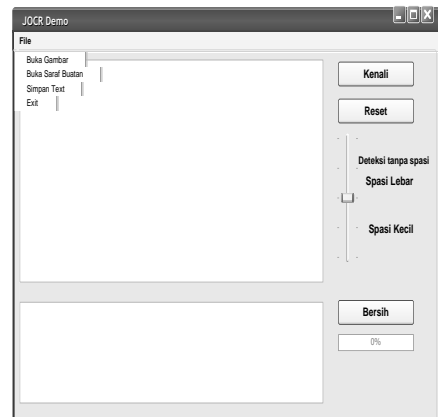 JOCR Demo
File
Buka Gambar
Buka Saraf Buatan
Simpan Text
Exit
Kenali
Reset
Deteksi tanpa spasi
Spasi Lebar
Spasi Kecil
Bersih
0%